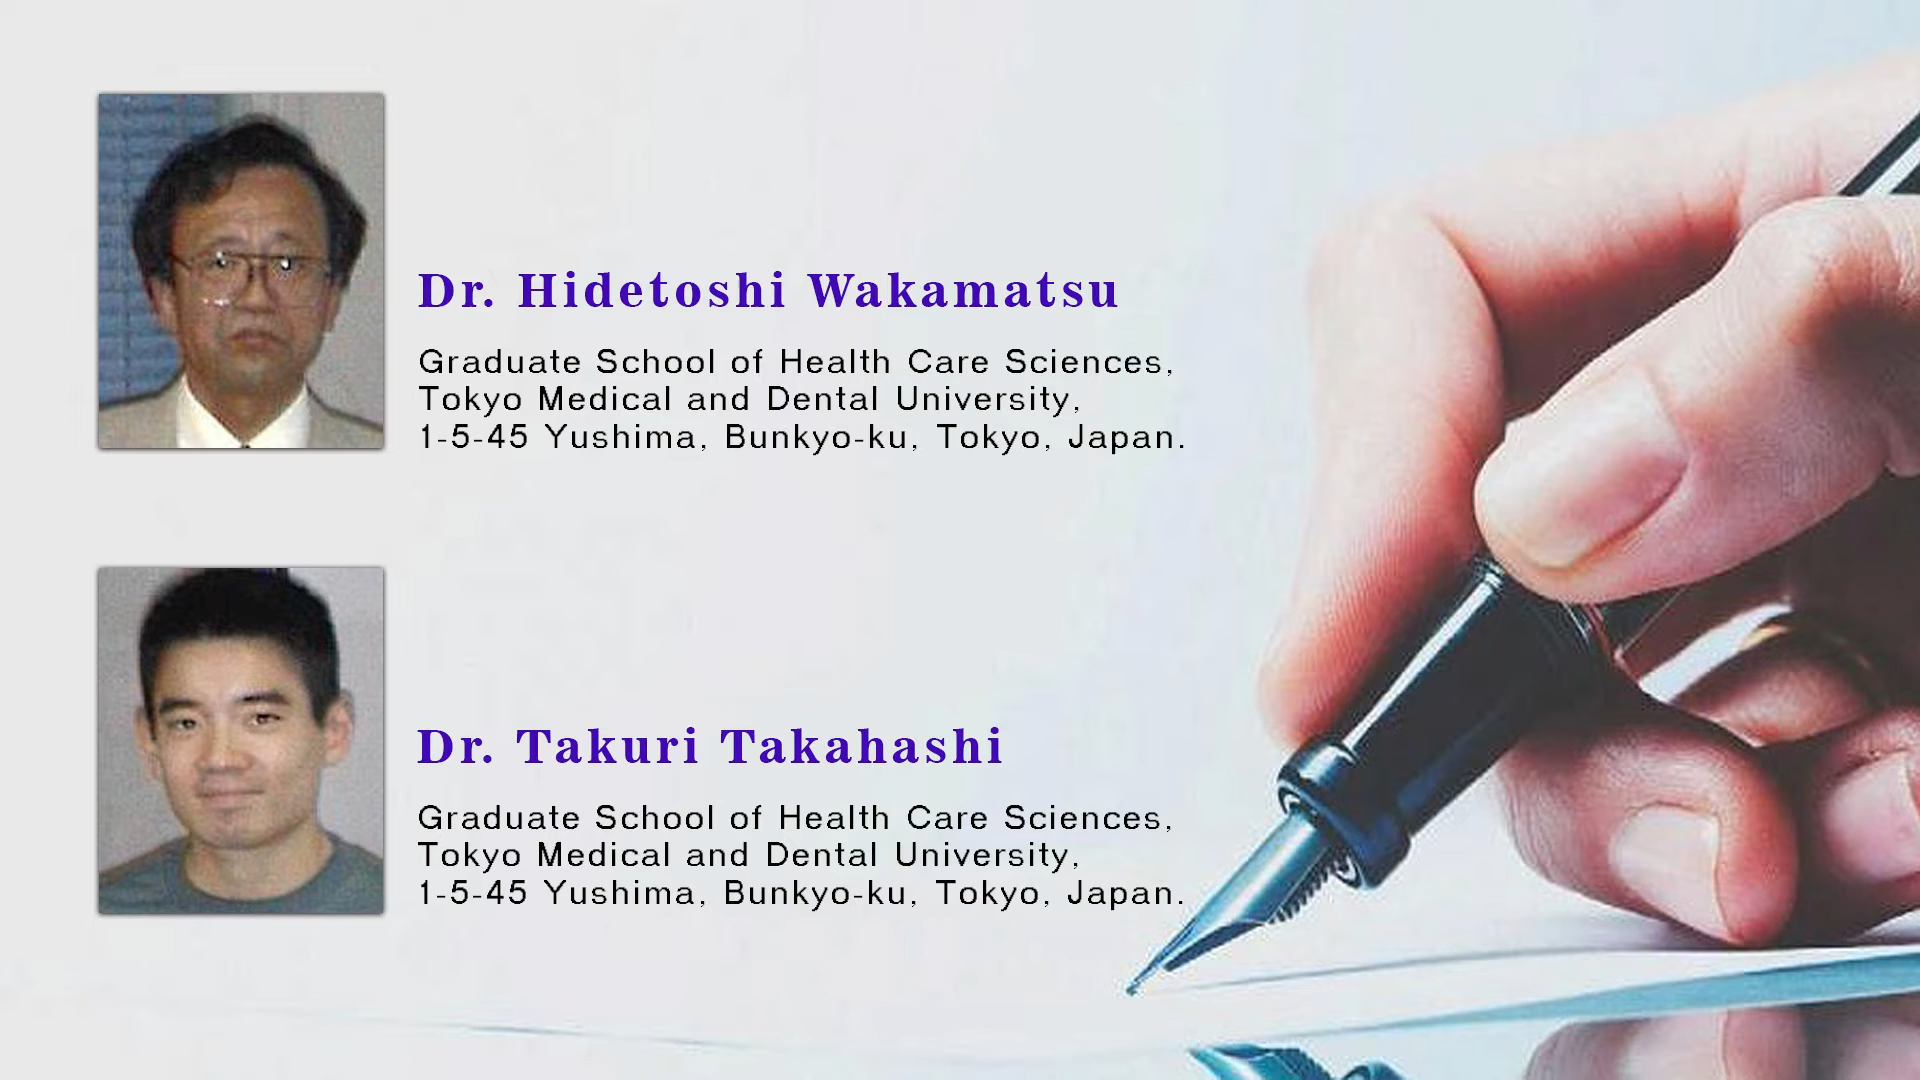 Dr. Hidetoshi Wakamatsu
Graduate School of Health Care Sciences,
Tokyo Medical and Dental University,
1-5-45 Yushima, Bunkyo-ku, Tokyo, Japan.
Dr. Takuri Takahashi
Graduate School of Health Care Sciences,
Tokyo Medical and Dental University,
1-5-45 Yushima, Bunkyo-ku, Tokyo, Japan.